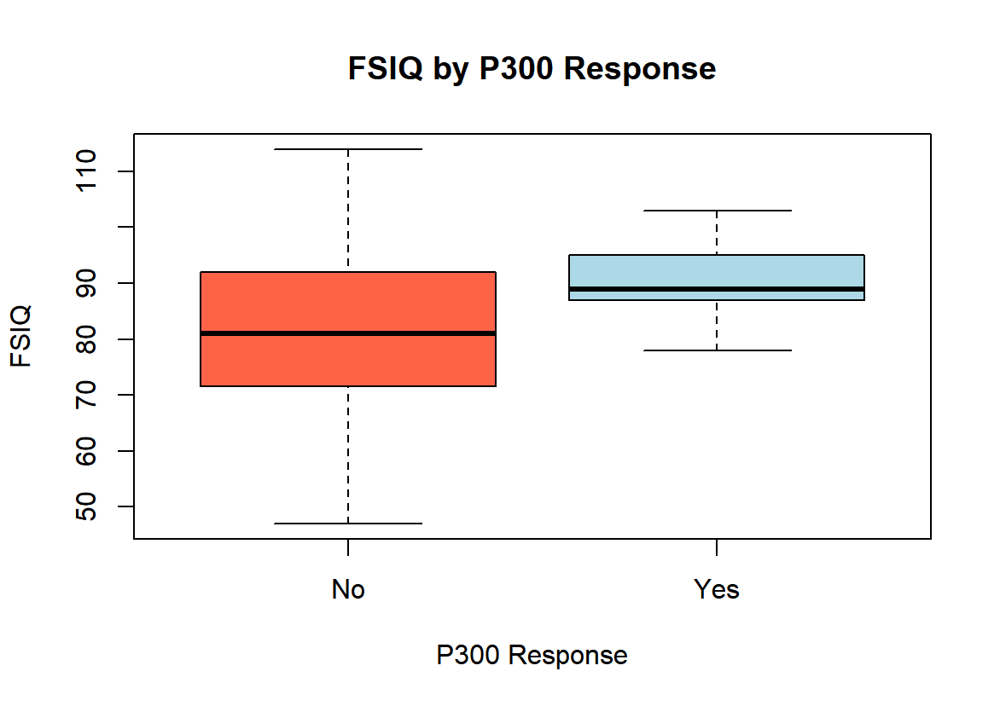 FSIQ by P300 Response
FSIQ
110
90
80
70
60
50
No
Yes
P300 Response